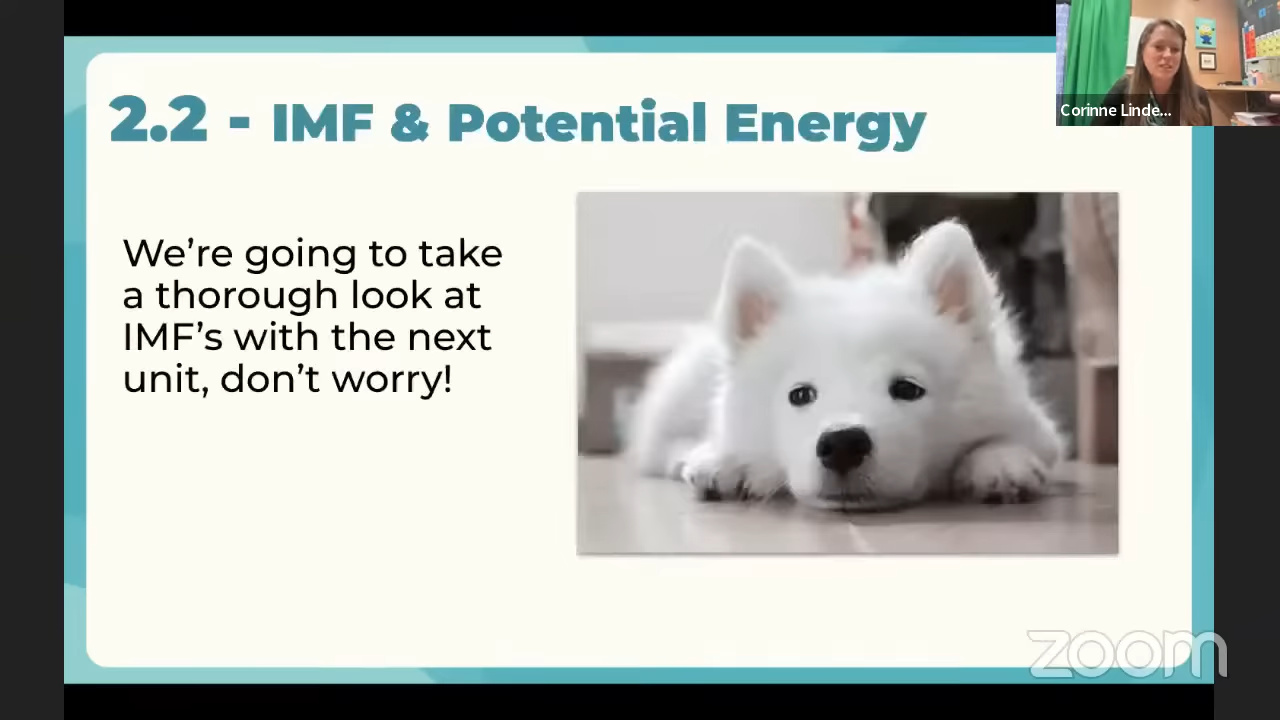 2.2 - IMF & Potential Energy
We’re going to take
a thorough look at
IMF’s with the next
unit, don’t worry!
Corinne Linde...
zoom